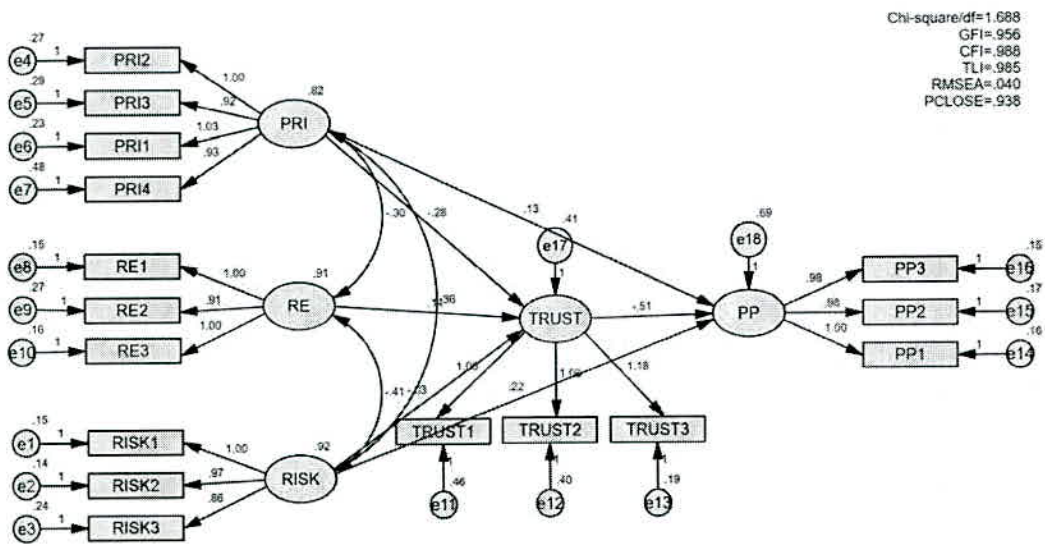 Chi-square/df=1.688
GFI=.956
CFI=.988
TLI=.985
RMSEA=.040
PCLOSE=.938
.27
e4 1 PRI2
1.00
.82
.29
e5 1 PRI3
.92
PRI
.23
e6 1 PRI1
1.03
.48
e7 1 PRI4
.93
-.30 -.28 .13 .41 .69
e17 e18
1 1
.15
e8 1 RE1
1.00
.91
.27
e9 1 RE2
.91
RE
.16
e10 1 RE3
1.00
.36
TRUST
-.51
PP
.98 PP3 1 e16 .15
.98 PP2 1 e15 .17
1.00 PP1 1 e14 .16
-.41
1.18
.22
.15
e1 1 RISK1
1.00
.92
.14
e2 1 RISK2
.97
RISK
.24
e3 1 RISK3
.86
TRUST1 TRUST2 TRUST3
1 1 1
.46 .40 .19
e11 e12 e13